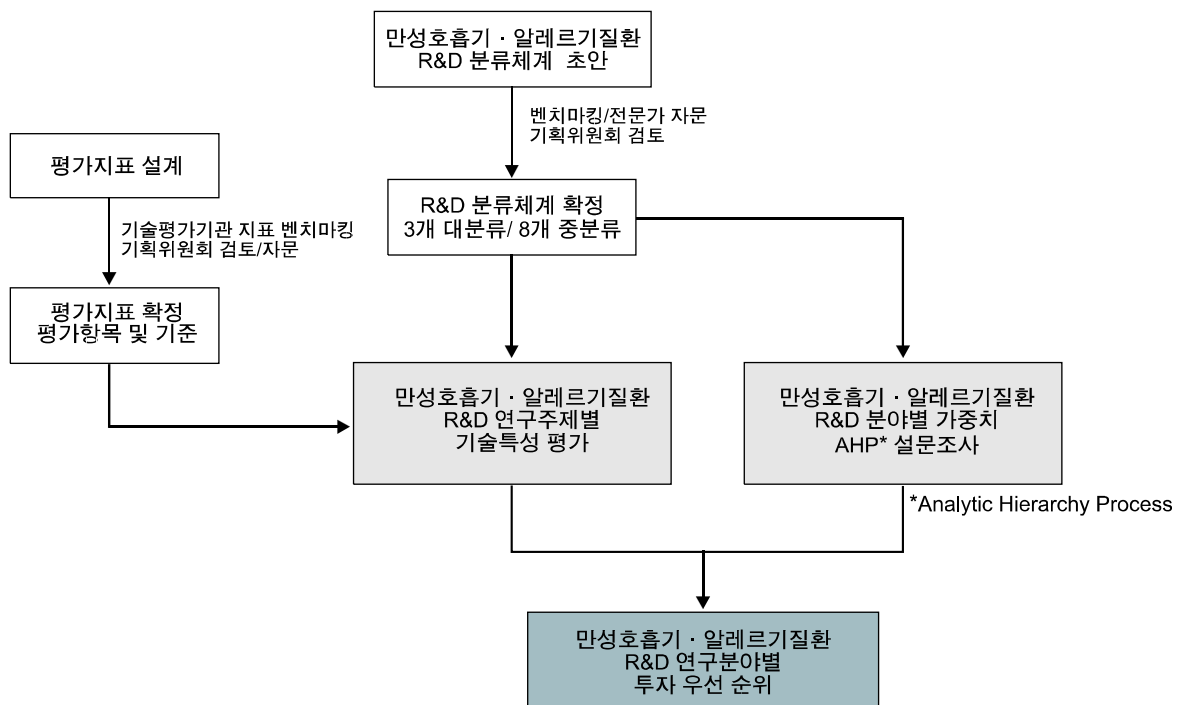 만성호흡기 · 알레르기질환
R&D 분류체계 초안
벤치마킹/전문가 자문
기획위원회 검토
평가지표 설계
R&D 분류체계 확정
3개 대분류/ 8개 중분류
기술평가기관 지표 벤치마킹
기획위원회 검토/자문
평가지표 확정
평가항목 및 기준
만성호흡기 · 알레르기질환
R&D 연구주제별
기술특성 평가
만성호흡기 · 알레르기질환
R&D 분야별 가중치
AHP* 설문조사
*Analytic Hierarchy Process
만성호흡기 · 알레르기질환
R&D 연구분야별
투자 우선 순위